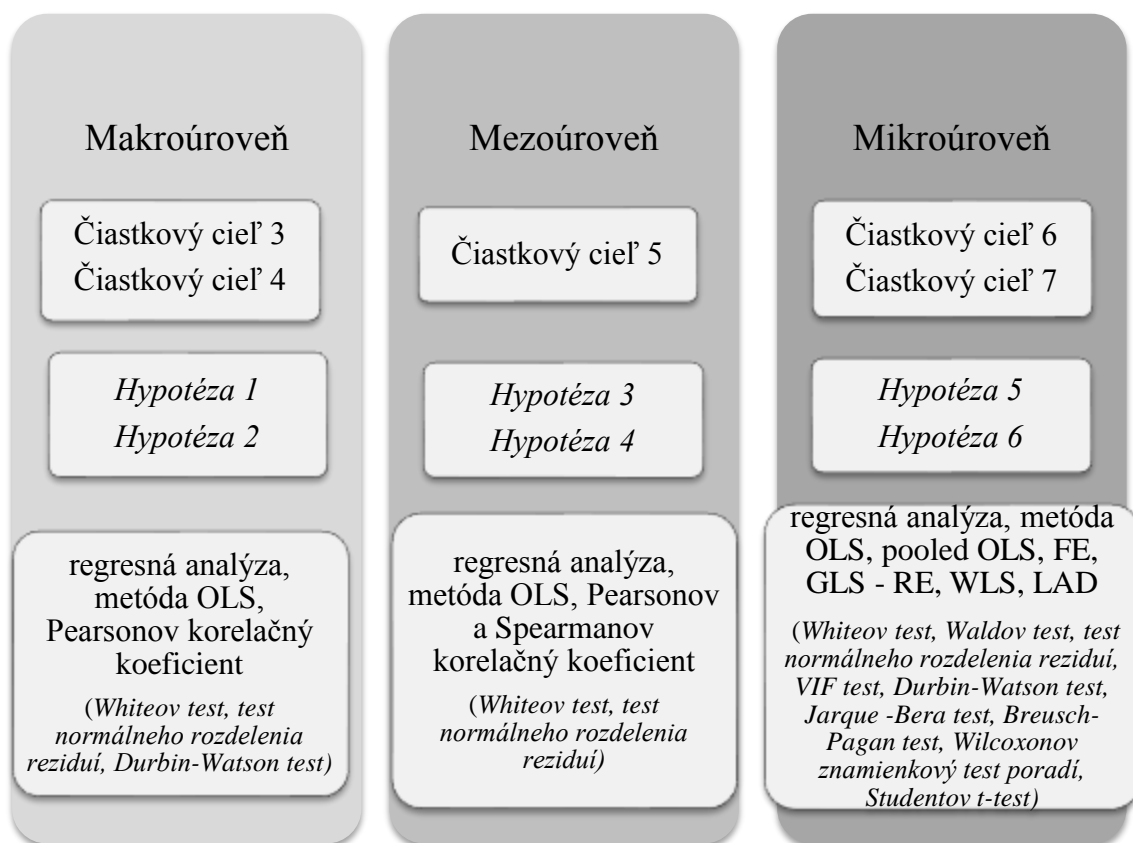 Makroúroveň
Čiastkový cieľ 3
Čiastkový cieľ 4
Hypotéza 1
Hypotéza 2
regresná analýza,
metóda OLS,
Pearsonov korelačný
koeficient
(Whiteov test, test
normálneho rozdelenia
reziduí, Durbin-Watson test)
Mezoúroveň
Čiastkový cieľ 5
Hypotéza 3
Hypotéza 4
regresná analýza,
metóda OLS, Pearsonov
a Spearmanov
korelačný koeficient
(Whiteov test, test
normálneho rozdelenia
reziduí)
Mikroúroveň
Čiastkový cieľ 6
Čiastkový cieľ 7
Hypotéza 5
Hypotéza 6
regresná analýza, metóda
OLS, pooled OLS, FE,
GLS - RE, WLS, LAD
(Whiteov test, Waldov test, test
normálneho rozdelenia reziduí,
VIF test, Durbin-Watson test,
Jarque -Bera test, Breusch-
Pagan test, Wilcoxonov
znamienkový test poradí,
Studentov t-test)